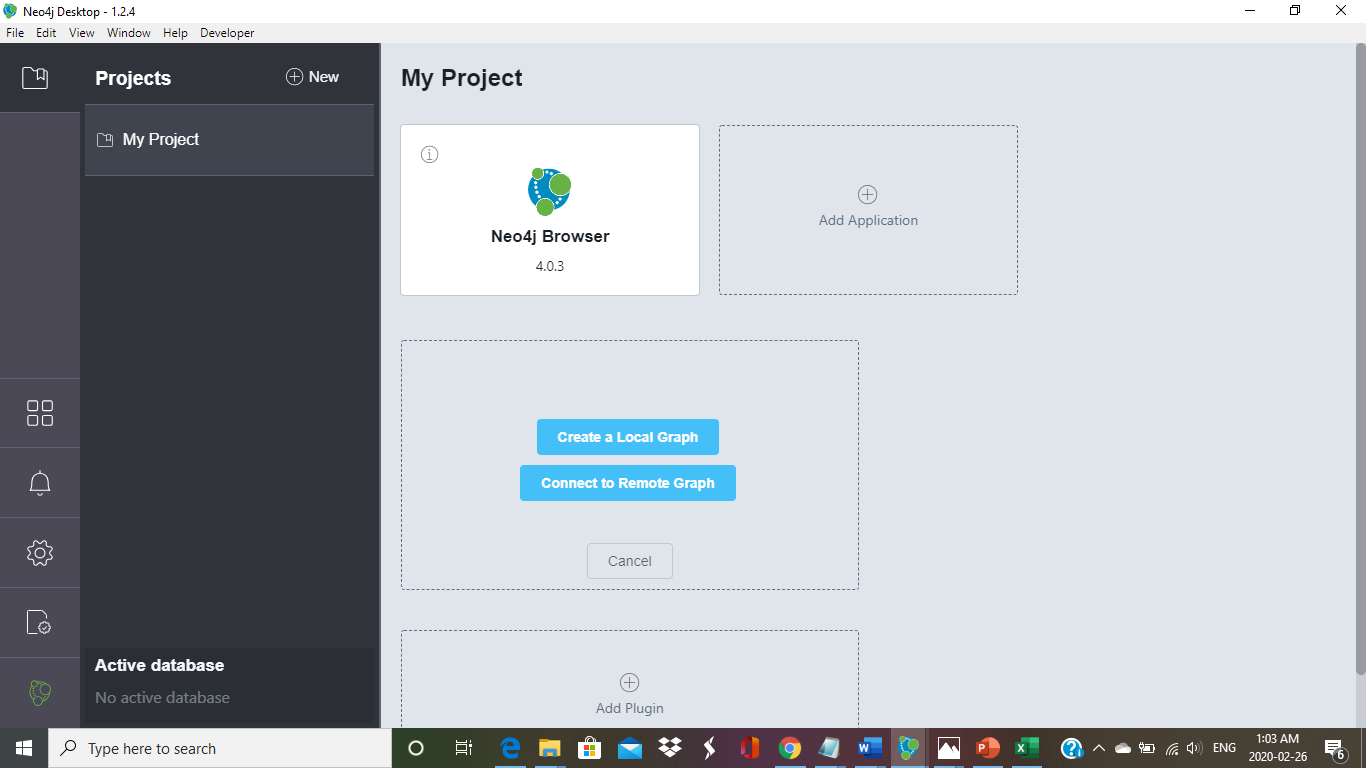 Neo4j Desktop - 1.2.4
File Edit View Window Help Developer
Projects
New
My Project
Active database
No active database
My Project
Neo4j Browser
4.0.3
Add Application
Create a Local Graph
Connect to Remote Graph
Cancel
Add Plugin
Type here to search
ENG
1:03 AM
2020-02-26
6